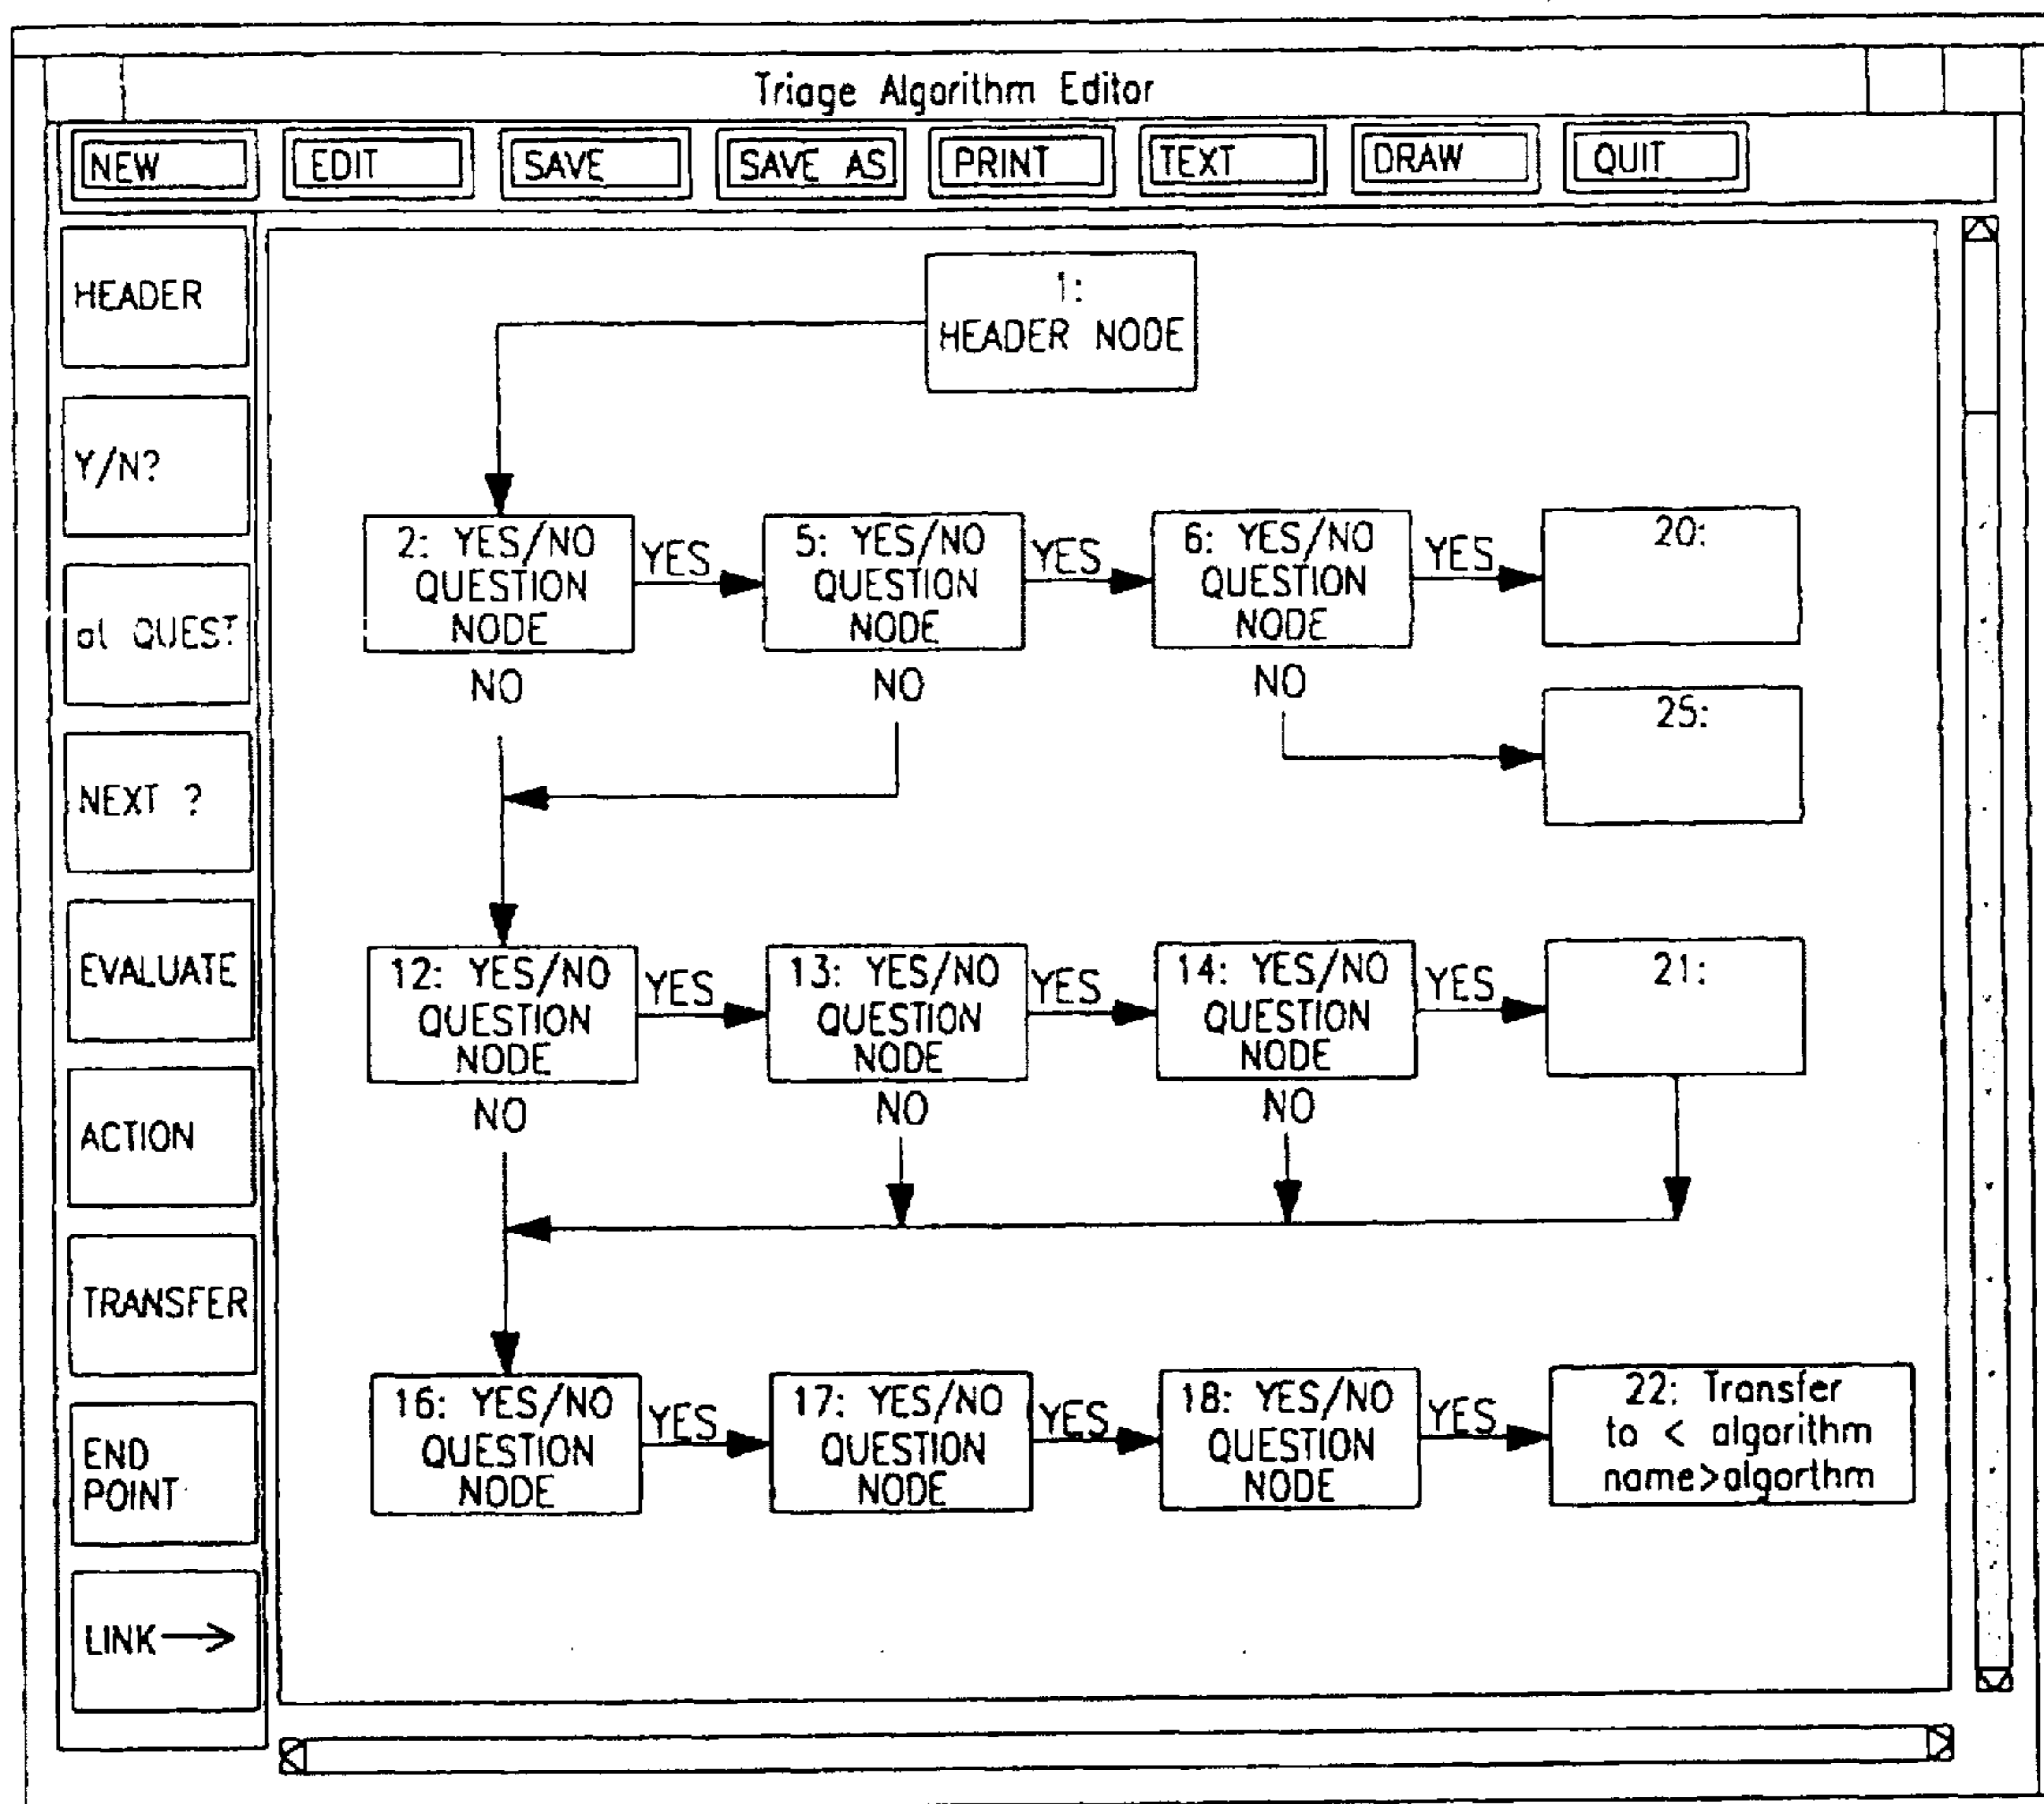 Triage Algorithm Editor
NEW
EDIT
SAVE
SAVE AS
PRINT
TEXT
DRAW
QUIT
HEADER
Y/N?
al QUEST
NEXT ?
EVALUATE
ACTION
TRANSFER
END
POINT
LINK
1:
HEADER NODE
2: YES/NO
QUESTION
NODE
YES
5: YES/NO
QUESTION
NODE
YES
6: YES/NO
QUESTION
NODE
YES
20:
NO
NO
NO
25:
12: YES/NO
QUESTION
NODE
YES
13: YES/NO
QUESTION
NODE
YES
14: YES/NO
QUESTION
NODE
YES
21:
NO
NO
NO
16: YES/NO
QUESTION
NODE
YES
17: YES/NO
QUESTION
NODE
YES
18: YES/NO
QUESTION
NODE
YES
22: Transfer
to < algorithm
name>algorthm